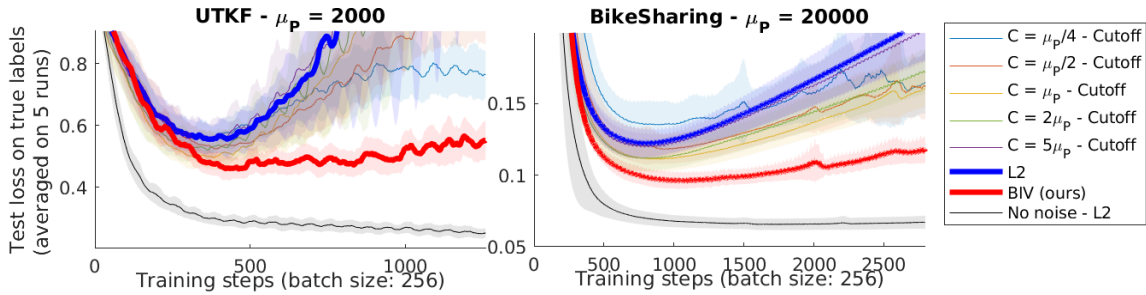 UTKF - μP = 2000
BikeSharing - μP = 20000
Test loss on true labels
(averaged on 5 runs)
0.8
0.6
0.4
0
500
1000
Training steps (batch size: 256)
0.15
0.1
0.05
0
500
1000
1500
2000
2500
Training steps (batch size: 256)
C = μP/4 - Cutoff
C = μP/2 - Cutoff
C = μP - Cutoff
C = 2μP - Cutoff
C = 5μP - Cutoff
L2
BIV (ours)
No noise - L2